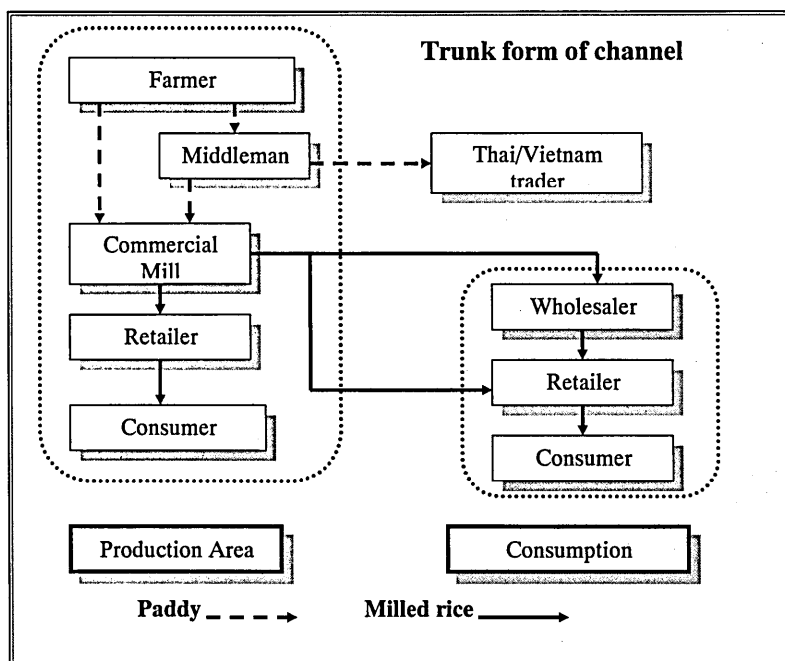 Trunk form of channel
Farmer
Middleman
Thai/Vietnam
trader
Commercial
Mill
Wholesaler
Retailer
Retailer
Consumer
Consumer
Production Area
Consumption
Paddy
Milled rice